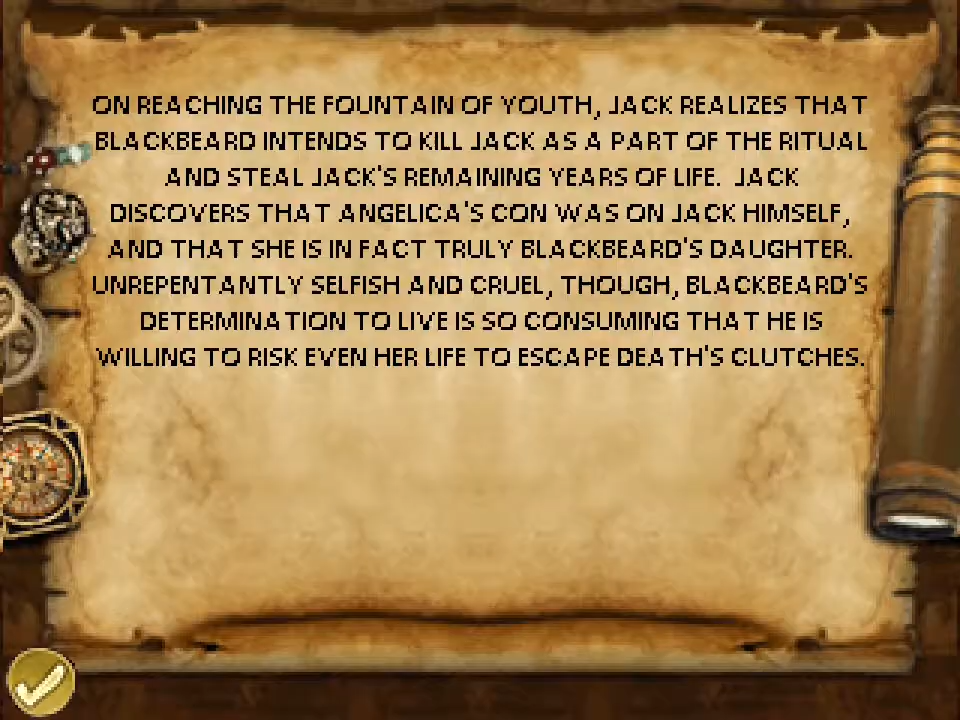 ON REACHING THE FOUNTAIN OF YOUTH, JACK REALIZES THAT
BLACKBEARD INTENDS TO KILL JACK AS A PART OF THE RITUAL
AND STEAL JACK'S REMAINING YEARS OF LIFE. JACK
DISCOVERS THAT ANGELICA'S CON WAS ON JACK HIMSELF,
AND THAT SHE IS IN FACT TRULY BLACKBEARD'S DAUGHTER.
UNREPENTANTLY SELFISH AND CRUEL, THOUGH, BLACKBEARD'S
DETERMINATION TO LIVE IS SO CONSUMING THAT HE IS
WILLING TO RISK EVEN HER LIFE TO ESCAPE DEATH'S CLUTCHES.